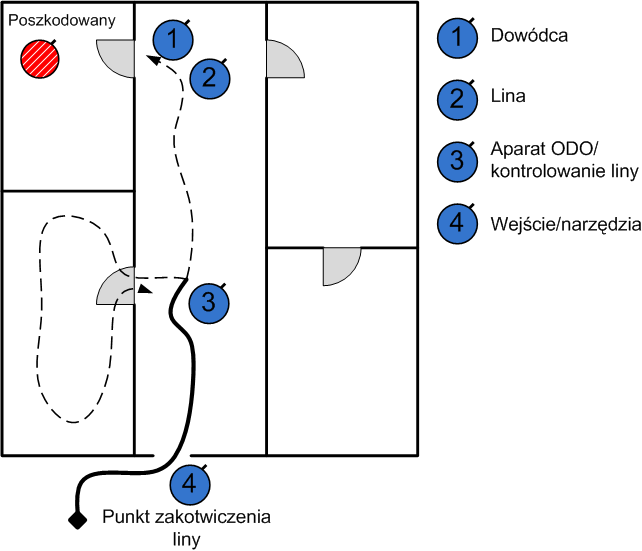 Poszkodowany
1
2
3
4
Punkt zakotwiczenia
liny
1
Dowódca
2
Lina
3
Aparat ODO/
kontrolowanie liny
4
Wejście/narzędzia